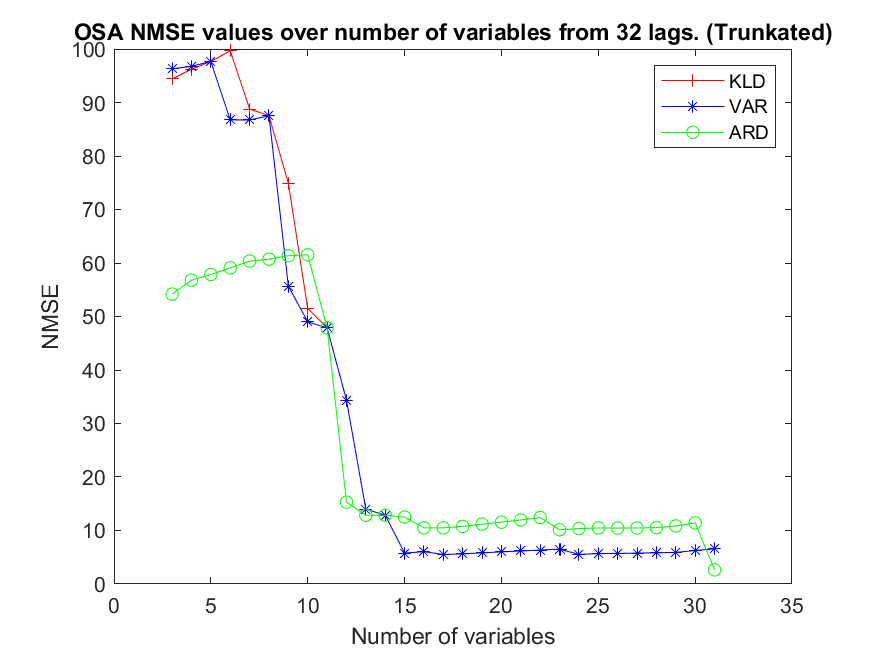 OSA NMSE values over number of variables from 32 lags. (Trunkated)
100
90
80
70
60
50
40
30
20
10
0
NMSE
KLD
VAR
ARD
0 5 10 15 20 25 30 35
Number of variables